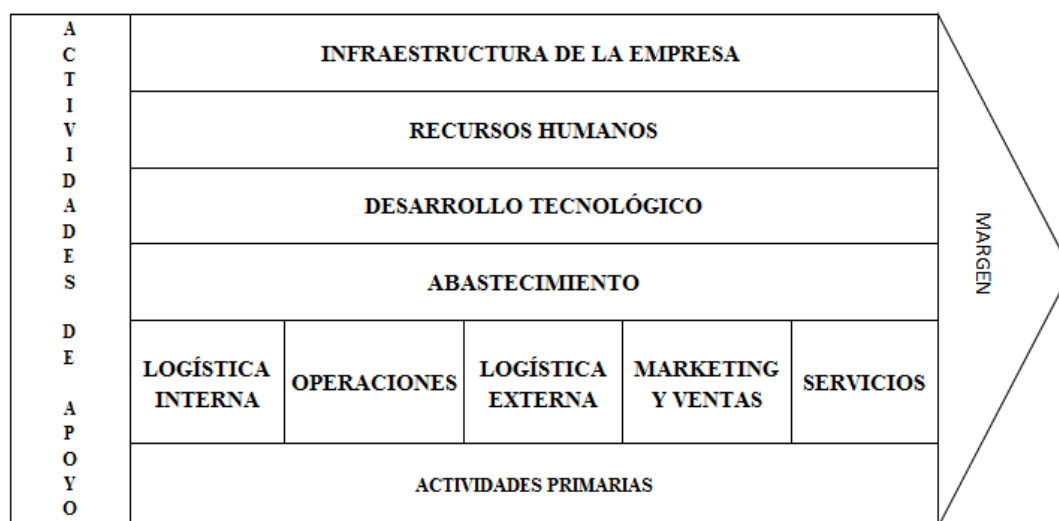 ACTIVIDADES DE APOYO
INFRAESTRUCTURA DE LA EMPRESA
RECURSOS HUMANOS
DESARROLLO TECNOLÓGICO
ABASTECIMIENTO
LOGÍSTICA
INTERNA
OPERACIONES
LOGÍSTICA
EXTERNA
MARKETING
Y VENTAS
SERVICIOS
ACTIVIDADES PRIMARIAS
MARGEN